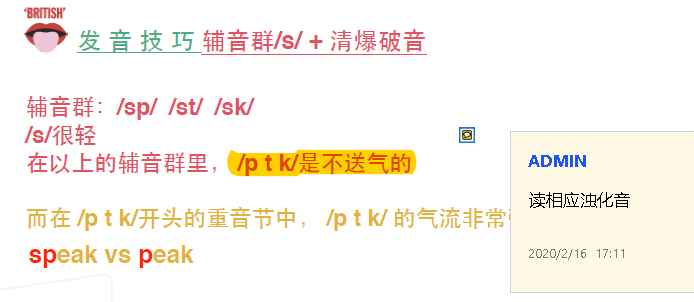 'BRITISH'
发音技巧 辅音群/s/ + 清爆破音
辅音群：/sp/ /st/ /sk/
/s/很轻
在以上的辅音群里，/p t k/是不送气的
而在 /p t k/开头的重音节中， /p t k/ 的气流非常
speak vs peak
ADMIN
读相应浊化音
2020/2/16 17:11